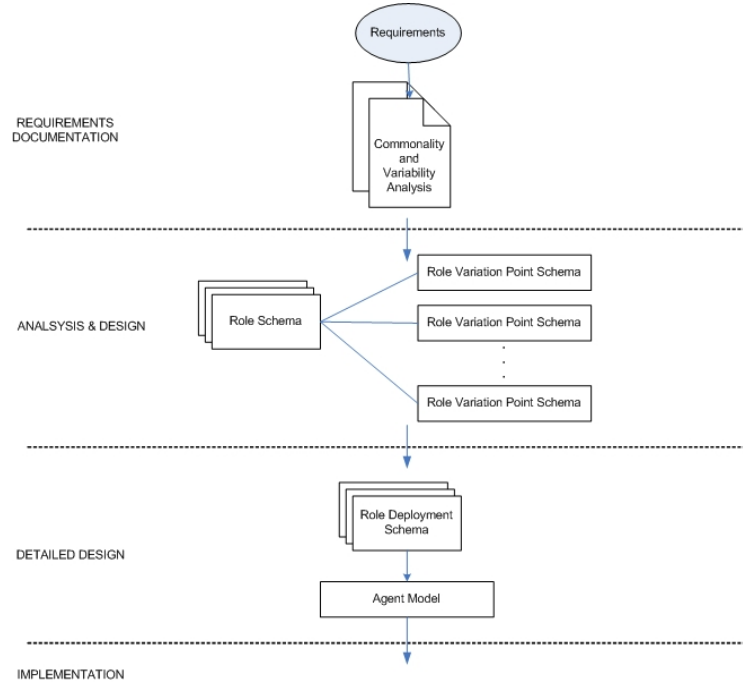 Requirements
REQUIREMENTS
DOCUMENTATION
Commonality
and
Variability
Analysis
Role Variation Point Schema
ANALSYSIS & DESIGN
Role Schema
Role Variation Point Schema
Role Variation Point Schema
Role Deployment
Schema
DETAILED DESIGN
Agent Model
IMPLEMENTATION